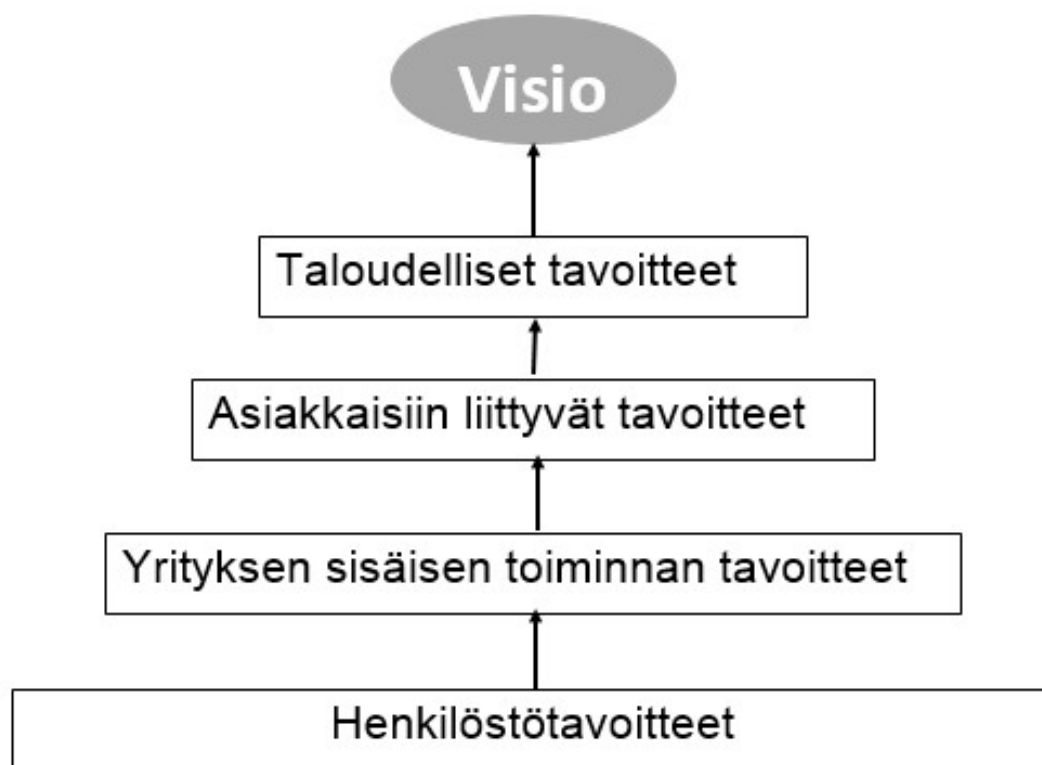 Visio
Taloudelliset tavoitteet
Asiakkaisiin liittyvät tavoitteet
Yrityksen sisäisen toiminnan tavoitteet
Henkilöstötavoitteet